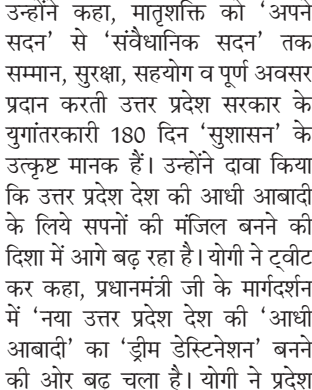 उन्होंने कहा, मातृशक्ति को ‘अपने
सदन’ से ‘संवैधानिक सदन’ तक
सम्मान, सुरक्षा, सहयोग व पूर्ण अवसर
प्रदान करती उत्तर प्रदेश सरकार के
युगांतरकारी 180 दिन ‘सुशासन’ के
उत्कृष्ट मानक हैं। उन्होंने दावा किया
कि उत्तर प्रदेश देश की आधी आबादी
के लिये सपनों की मंजिल बनने की
दिशा में आगे बढ़ रहा है। योगी ने ट्वीट
कर कहा, प्रधानमंत्री जी के मार्गदर्शन
में ‘नया उत्तर प्रदेश देश की ‘आधी
आबादी’ का ‘ड्रीम डेस्टिनेशन’ बनने
की ओर बढ़ चला है। योगी ने प्रदेश